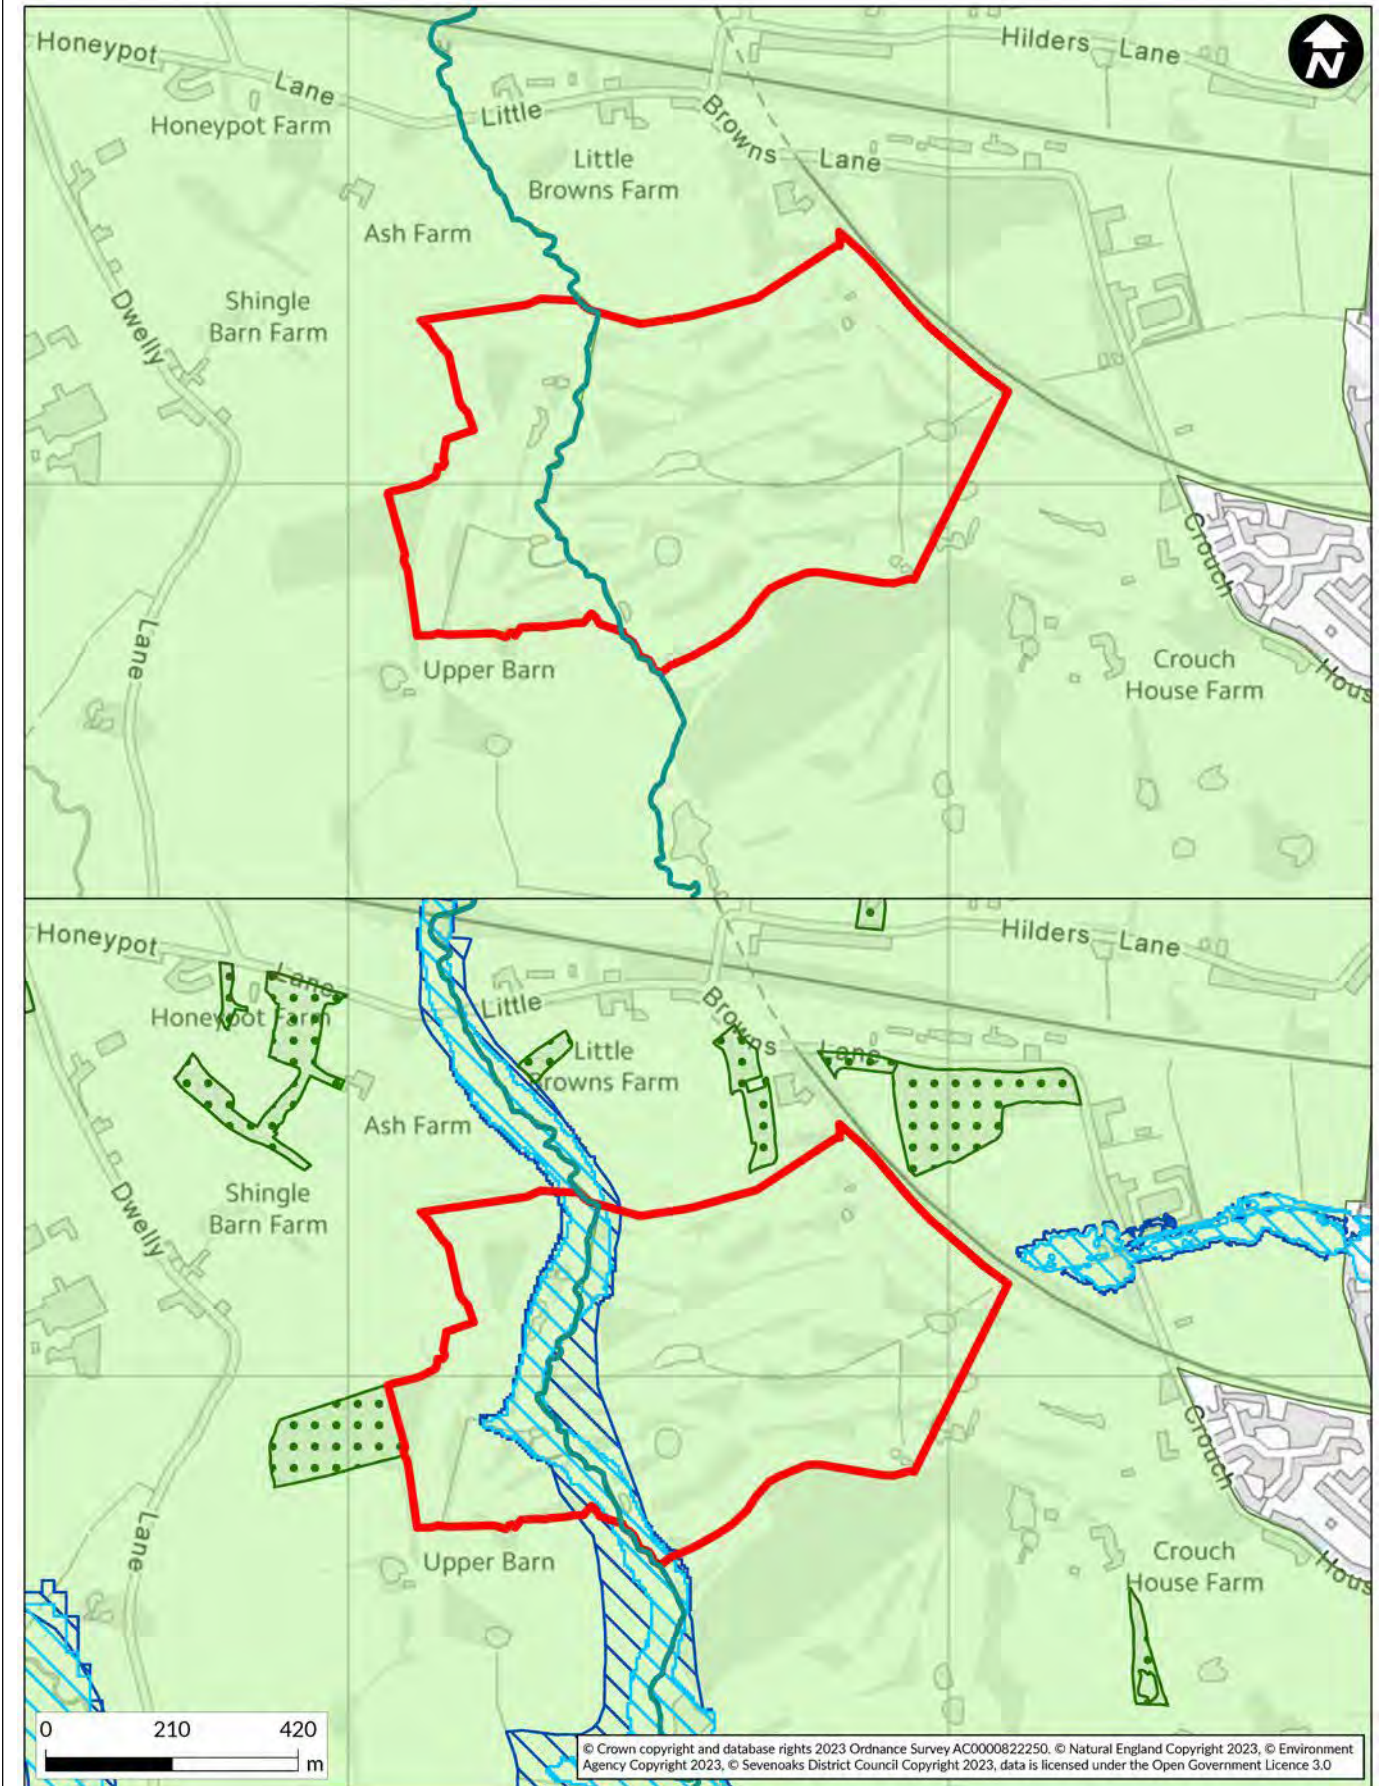 Honeypot
Lane
Honeypot Farm
Little
Browns
Lane
Hilders Lane
N
Little
Browns Farm
Ash Farm
Shingle
Barn Farm
Dwelly
Lane
Upper Barn
Crouch
Hous
Crouch
House Farm
Honeypot
Lane
Honeypot Farm
Little
Browns
Lane
Hilders Lane
Little
Browns Farm
Ash Farm
Shingle
Barn Farm
Dwelly
Lane
Upper Barn
Crouch
Hous
Crouch
House Farm
0 210 420
m
© Crown copyright and database rights 2023 Ordnance Survey AC0000822250. © Natural England Copyright 2023, © Environment
Agency Copyright 2023, © Sevenoaks District Council Copyright 2023, data is licensed under the Open Government Licence 3.0